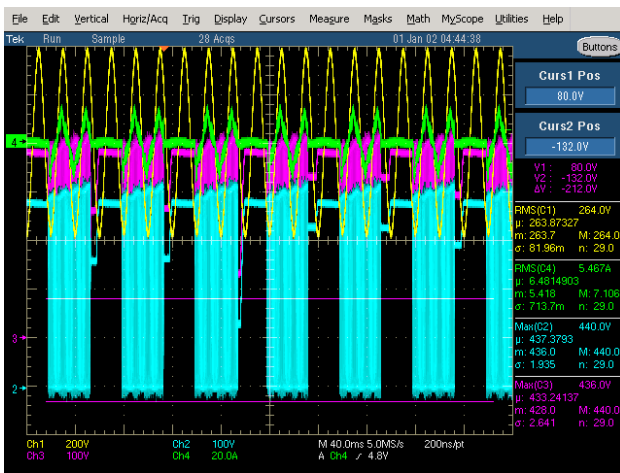 File Edit Vertical Horiz/Acq Trig Display Cursors Measure Masks Math MyScope Utilities Help
Tek Run Sample 28 Acqs 01 Jan 02 04:44:38
Buttons
Curs1 Pos
80.0V
Curs2 Pos
-132.0V
Y1 : 80.0V
Y2 : -132.0V
ΔY : -212.0V
RMS(C1) 264.0V
µ: 263.87327
m: 263.7 M: 264.0
σ: 81.96m n: 29.0
RMS(C4) 5.467A
µ: 6.4814903
m: 5.418 M: 7.106
σ: 713.7m n: 29.0
Max(C2) 440.0V
µ: 437.3793
m: 436.0 M: 440.0
σ: 1.935 n: 29.0
Max(C3) 436.0V
µ: 433.24137
m: 428.0 M: 440.0
σ: 2.641 n: 29.0
4
3
2
Ch1 200V Ch2 100V M 40.0ms 5.0MS/s 200ns/pt
Ch3 100V Ch4 20.0A A Ch4 4.8V